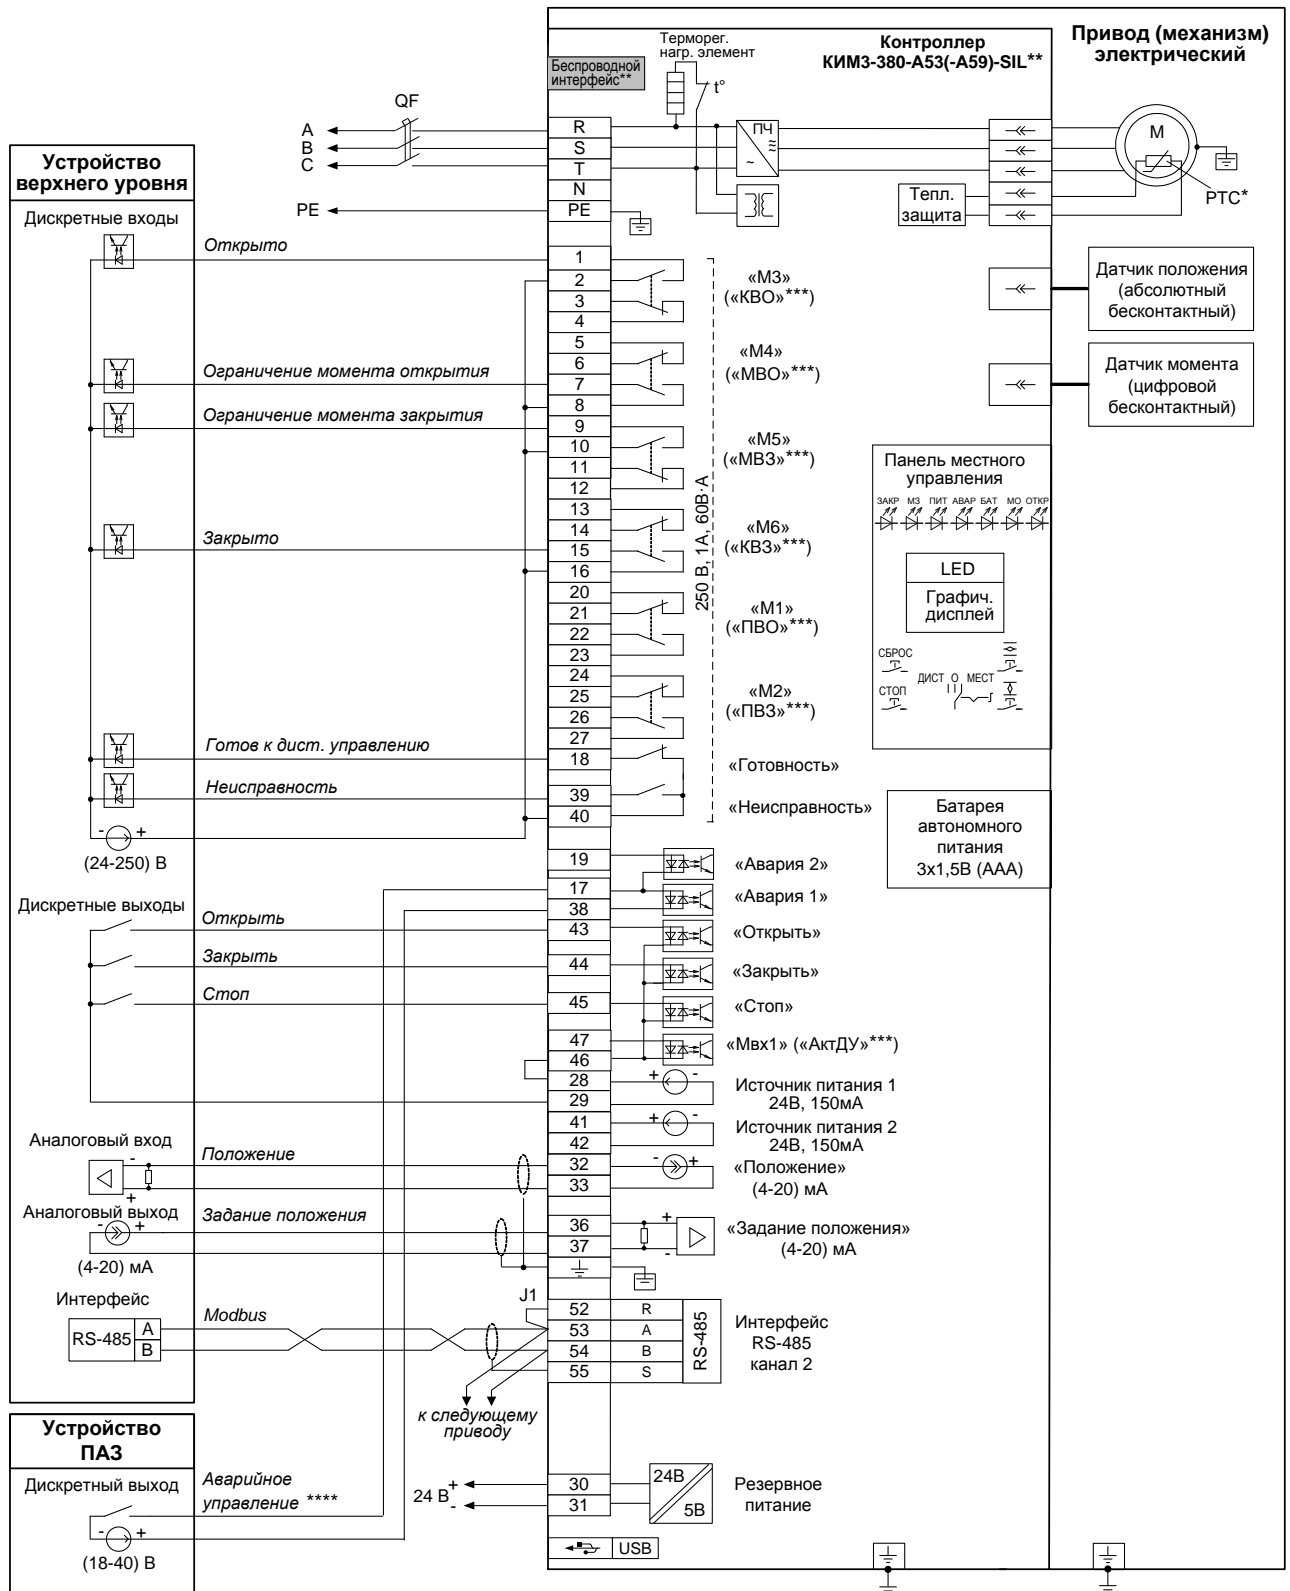 Привод (механизм)
электрический
Контроллер
КИМ3-380-А53(-А59)-SIL**
Терморег.
нагр. элемент
t°
Беспроводной
интерфейс**
QF
A
B
C
PE
R
S
T
N
PE
ПЧ
≈
~
Тепл.
защита
M
PTC*
Датчик положения
(абсолютный
бесконтактный)
Датчик момента
(цифровой
бесконтактный)
Устройство
верхнего уровня
Дискретные входы
Открыто
Ограничение момента открытия
Ограничение момента закрытия
Закрыто
Готов к дист. управлению
Неисправность
- +
(24-250) В
1
2
3
4
5
6
7
8
9
10
11
12
13
14
15
16
20
21
22
23
24
25
26
27
18
39
40
250 В, 1А, 60В·А
«М3»
(«КВО»***)
«М4»
(«МВО»***)
«М5»
(«МВЗ»***)
«М6»
(«КВЗ»***)
«М1»
(«ПВО»***)
«М2»
(«ПВЗ»***)
«Готовность»
«Неисправность»
Панель местного
управления
ЗАКР МЗ ПИТ АВАР БАТ МО ОТКР
LED
Графич.
дисплей
СБРОС
СТОП
ДИСТ О МЕСТ
Батарея
автономного
питания
3х1,5В (ААА)
Дискретные выходы
Открыть
Закрыть
Стоп
19
17
38
43
44
45
47
46
28
29
41
42
32
33
36
37
«Авария 2»
«Авария 1»
«Открыть»
«Закрыть»
«Стоп»
«Мвх1» («АктДУ»***)
+ -
Источник питания 1
24В, 150мА
+ -
Источник питания 2
24В, 150мА
- +
«Положение»
(4-20) мА
+
-
«Задание положения»
(4-20) мА
Аналоговый вход
-
+
Положение
Аналоговый выход
- +
(4-20) мА
Задание положения
Интерфейс
RS-485
A
B
Modbus
J1
52 R
53 A
54 B
55 S
RS-485
Интерфейс
RS-485
канал 2
к следующему
приводу
Устройство
ПАЗ
Дискретный выход
Аварийное
управление ****
- +
(18-40) В
24 В
+
-
30
31
24В
5В
Резервное
питание
USB